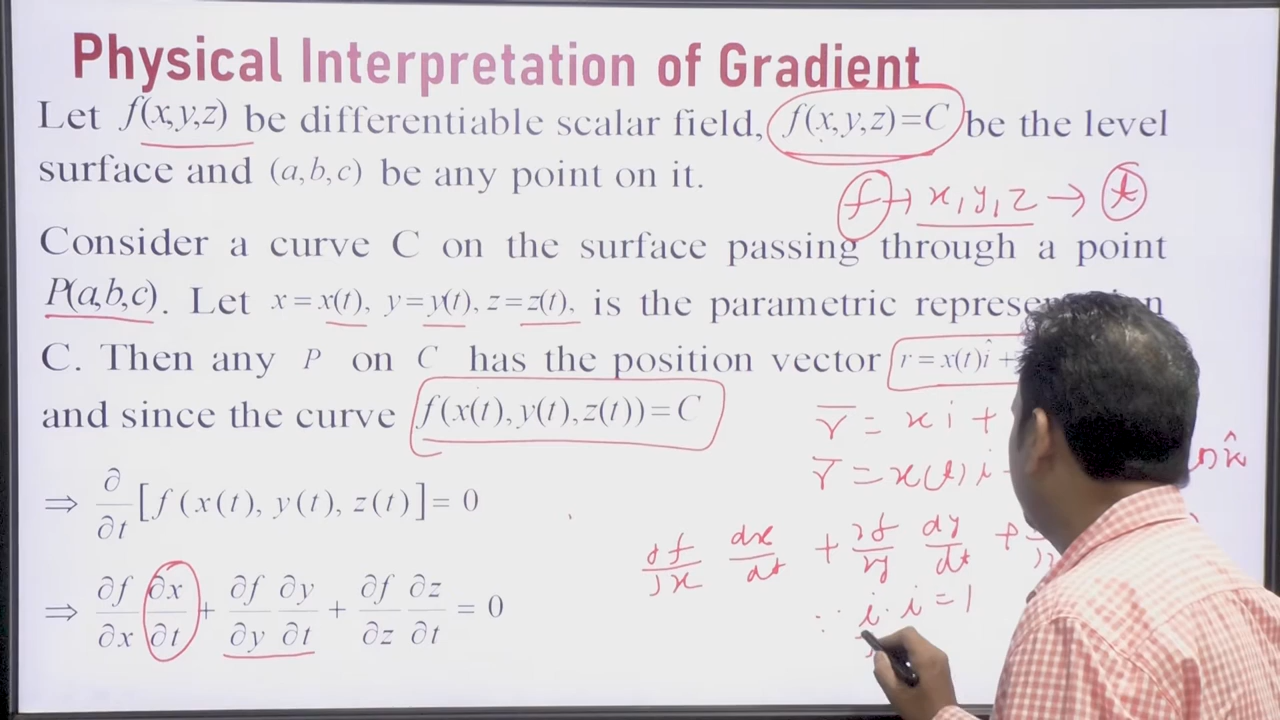 Physical Interpretation of Gradient
Let f(x,y,z) be differentiable scalar field, f(x,y,z)=C be the level
surface and (a,b,c) be any point on it.
f → x, y, z → t
Consider a curve C on the surface passing through a point
P(a,b,c). Let x = x(t), y = y(t), z = z(t), is the parametric
C. Then any P on C has the position vector r = x(t)î +
and since the curve f(x(t), y(t), z(t)) = C
r̅ = xi +
r̅ = x(t)i
⇒ ∂/∂t [f(x(t), y(t), z(t)] = 0
∂f/∂x dx/dt + ∂f/∂y dy/dt +
⇒ ∂f/∂x ∂x/∂t + ∂f/∂y ∂y/∂t + ∂f/∂z ∂z/∂t = 0
∵ i · i = 1